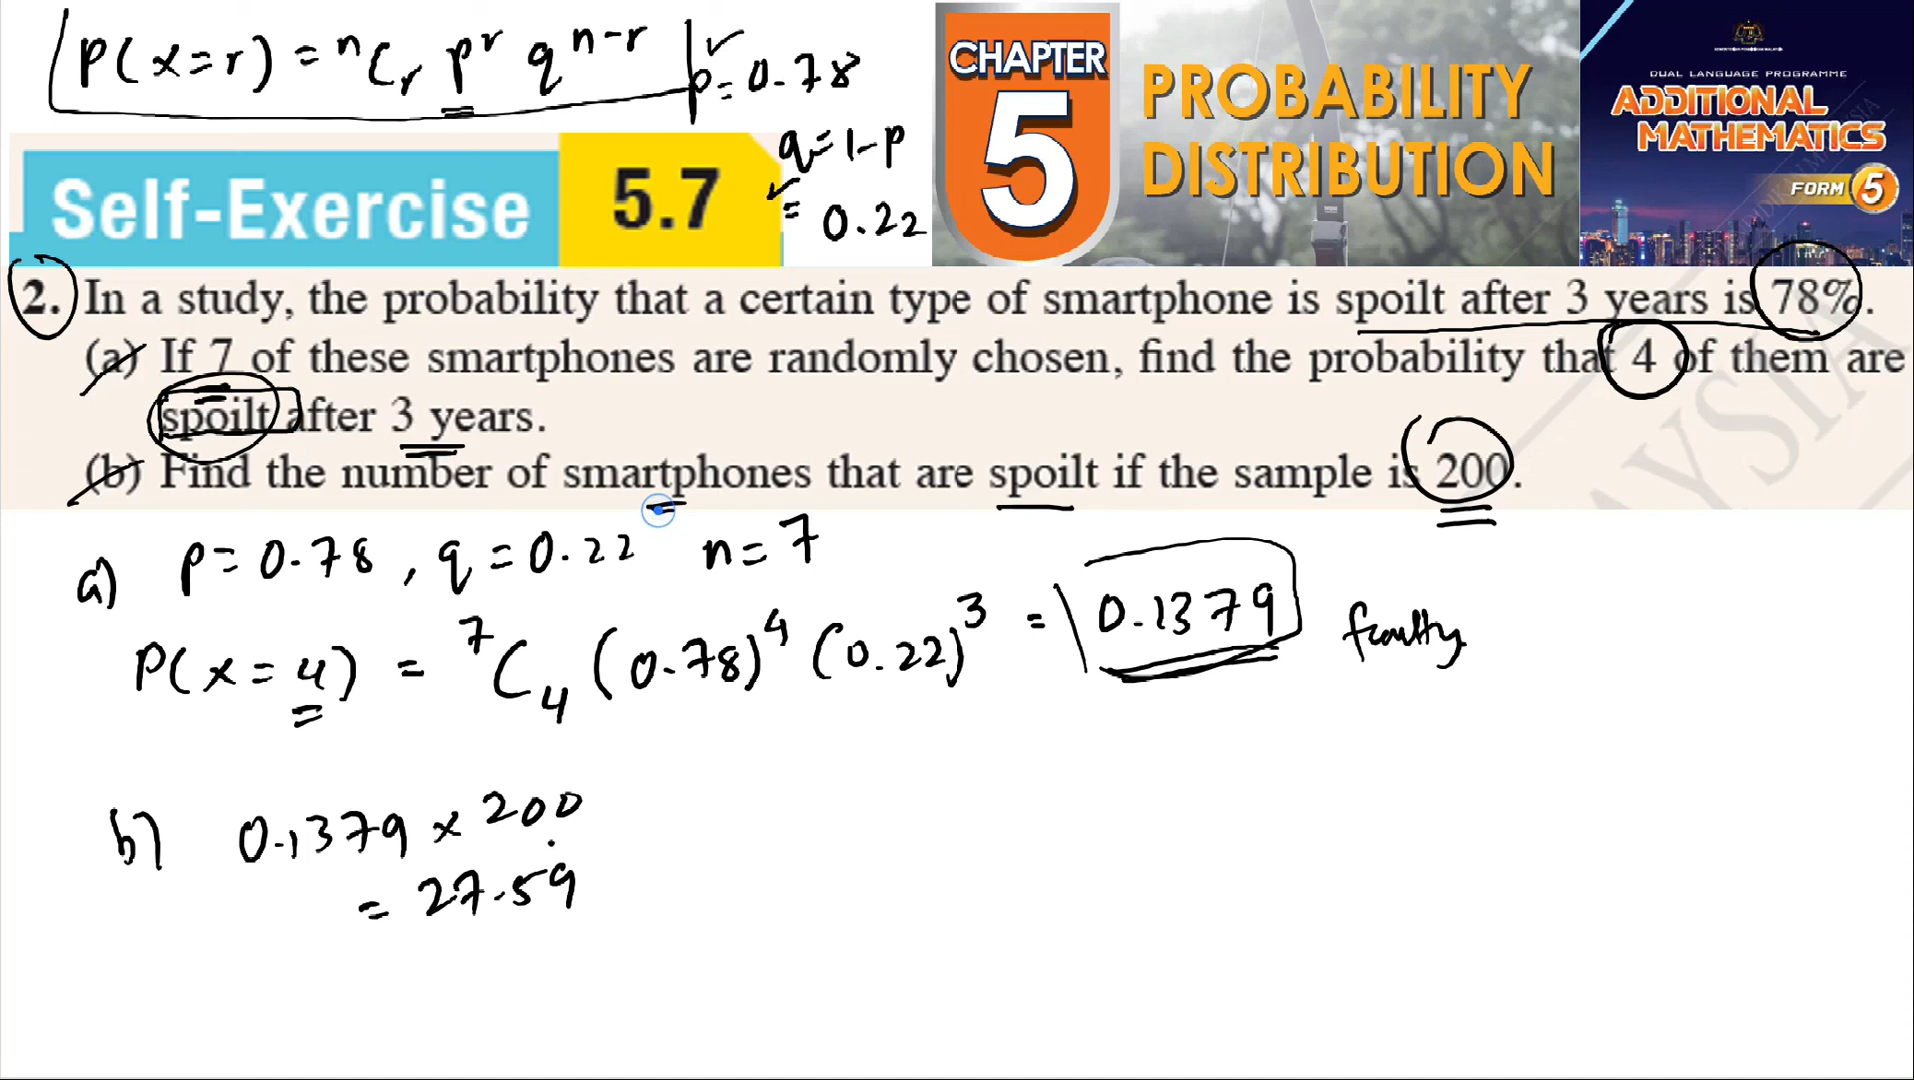 P(x=r) = ⁿCᵣ pʳ qⁿ⁻ʳ
p = 0.78
q = 1-p
= 0.22
CHAPTER
5
PROBABILITY
DISTRIBUTION
DUAL LANGUAGE PROGRAMME
ADDITIONAL
MATHEMATICS
FORM 5
Self-Exercise 5.7
2. In a study, the probability that a certain type of smartphone is spoilt after 3 years is 78%.
(a) If 7 of these smartphones are randomly chosen, find the probability that 4 of them are
spoilt after 3 years.
(b) Find the number of smartphones that are spoilt if the sample is 200.
a) p = 0.78, q = 0.22 n = 7
P(x = 4) = ⁷C₄ (0.78)⁴ (0.22)³ = 0.1379 faulty
b) 0.1379 × 200
= 27.59